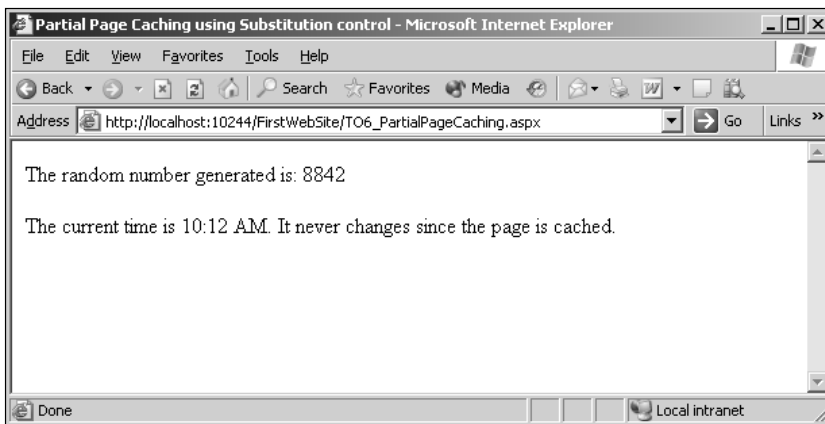 Partial Page Caching using Substitution control - Microsoft Internet Explorer
File Edit View Favorites Tools Help
Back Search Favorites Media
Address http://localhost:10244/FirstWebSite/TO6_PartialPageCaching.aspx Go Links »
The random number generated is: 8842
The current time is 10:12 AM. It never changes since the page is cached.
Done Local intranet